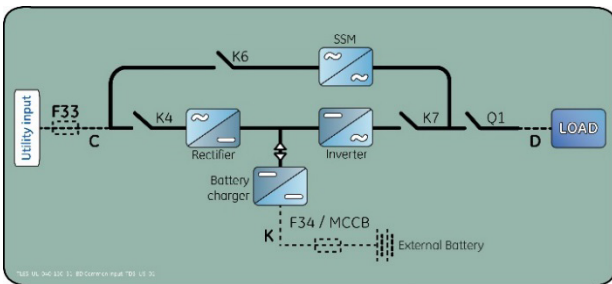 SSM
K6
Utility input
F33
C
K4
Rectifier
Inverter
K7
Q1
D
LOAD
Battery
charger
K
F34 / MCCB
External Battery